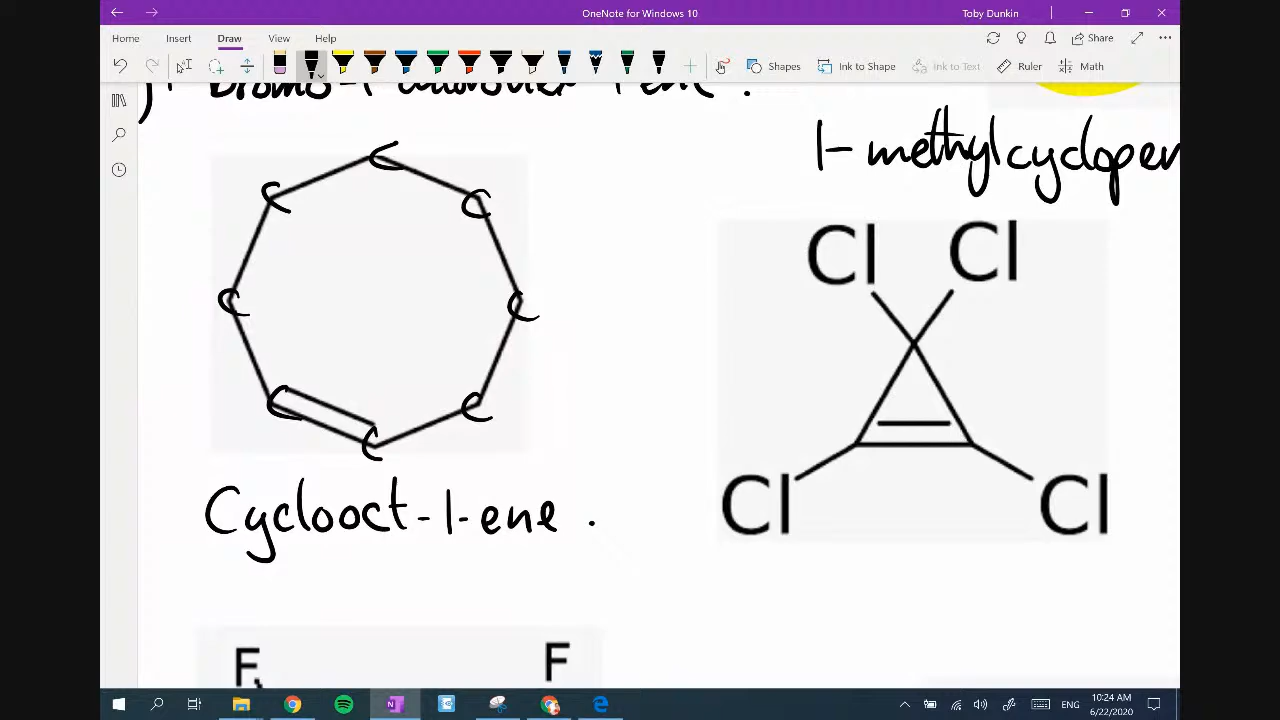 OneNote for Windows 10
Toby Dunkin
Home Insert Draw View Help
Share
Shapes Ink to Shape Ink to Text Ruler Math
1-methylcyclopen
C
C
C
C
C
C
C
C
Cyclooct-1-ene.
Cl Cl
Cl Cl
F F
10:24 AM
6/22/2020